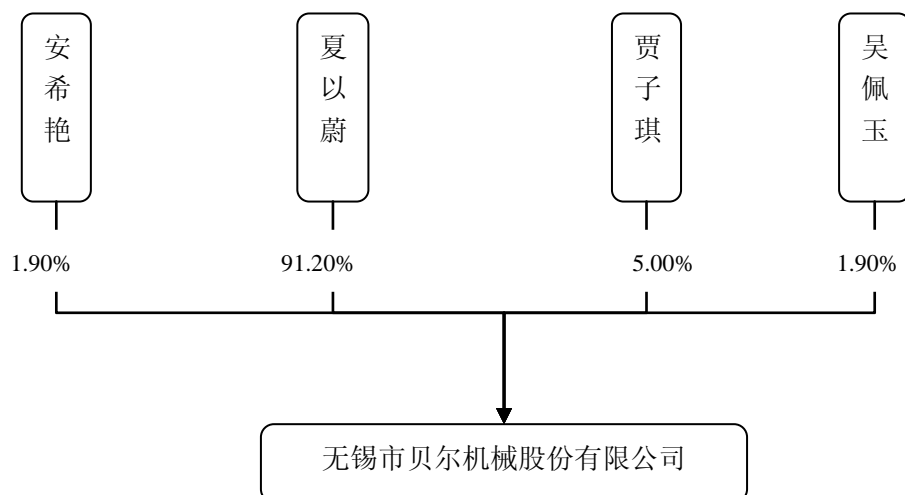 安希艳
夏以蔚
贾子琪
吴佩玉
1.90%
91.20%
5.00%
1.90%
无锡市贝尔机械股份有限公司